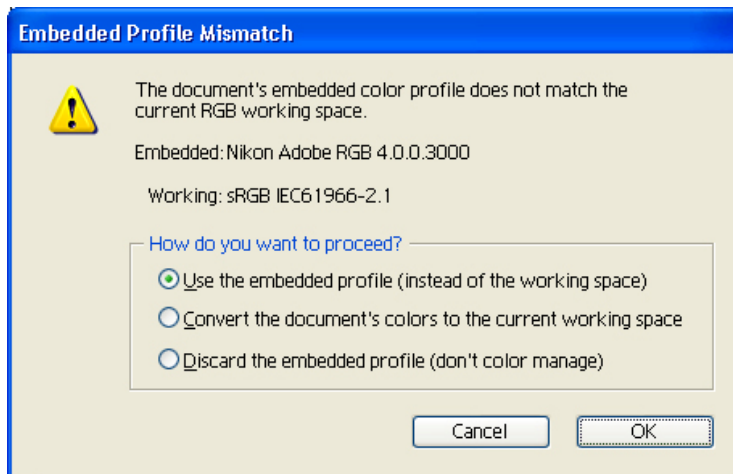 Embedded Profile Mismatch
The document's embedded color profile does not match the
current RGB working space.
Embedded: Nikon Adobe RGB 4.0.0.3000
Working: sRGB IEC61966-2.1
How do you want to proceed?
Use the embedded profile (instead of the working space)
Convert the document's colors to the current working space
Discard the embedded profile (don't color manage)
Cancel OK